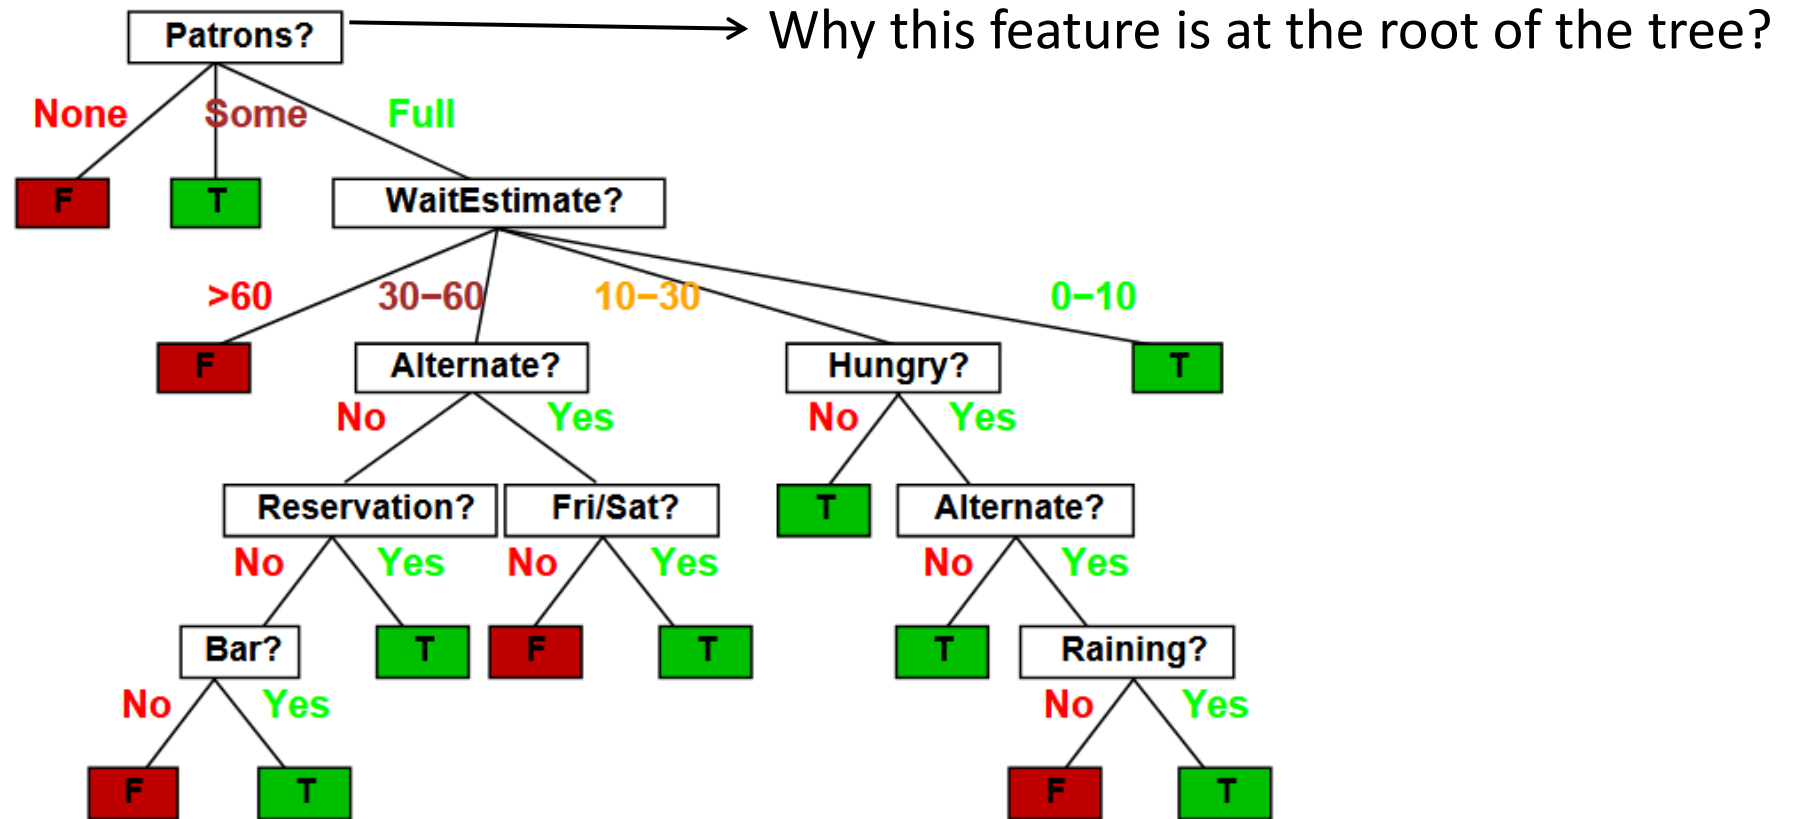 Patrons?
Why this feature is at the root of the tree?
None Some Full
F T WaitEstimate?
>60 30−60 10−30 0−10
F Alternate? Hungry? T
No Yes No Yes
Reservation? Fri/Sat? T Alternate?
No Yes No Yes No Yes
Bar? T F T T Raining?
No Yes No Yes
F T F T